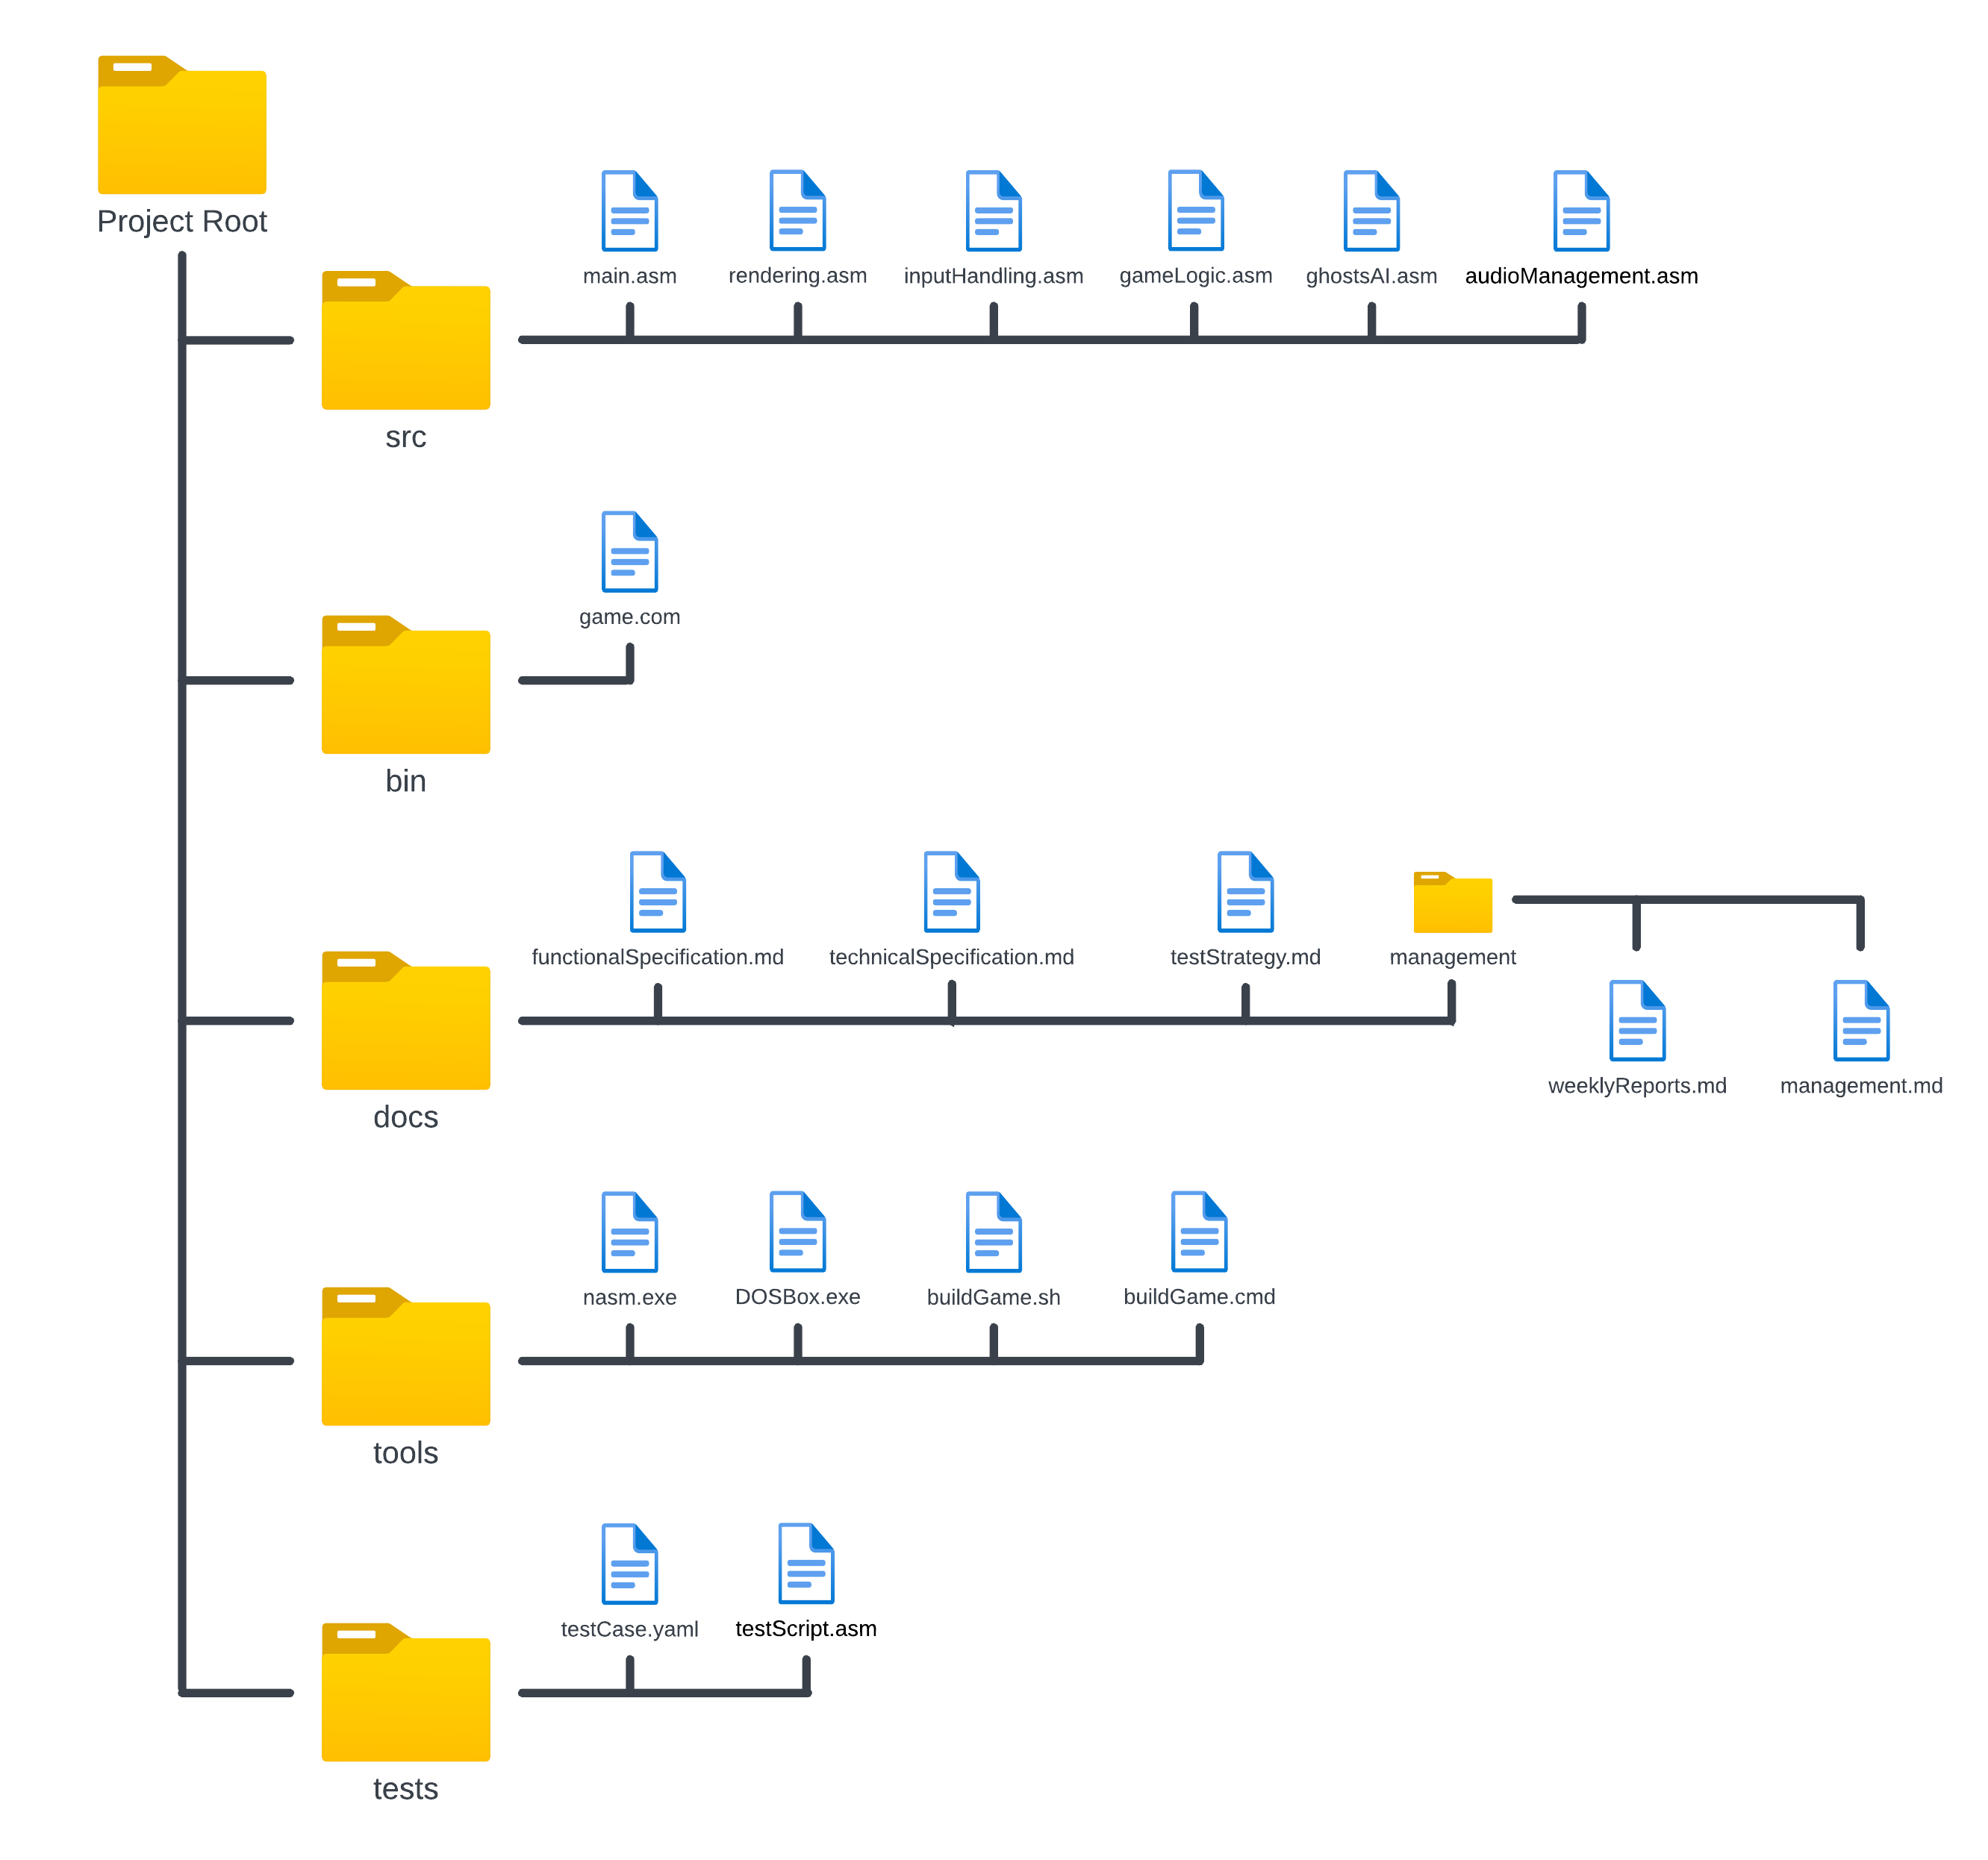 Project Root
main.asm
rendering.asm
inputHandling.asm
gameLogic.asm
ghostsAI.asm
audioManagement.asm
src
game.com
bin
functionalSpecification.md
technicalSpecification.md
testStrategy.md
management
weeklyReports.md
management.md
docs
nasm.exe
DOSBox.exe
buildGame.sh
buildGame.cmd
tools
testCase.yaml
testScript.asm
tests